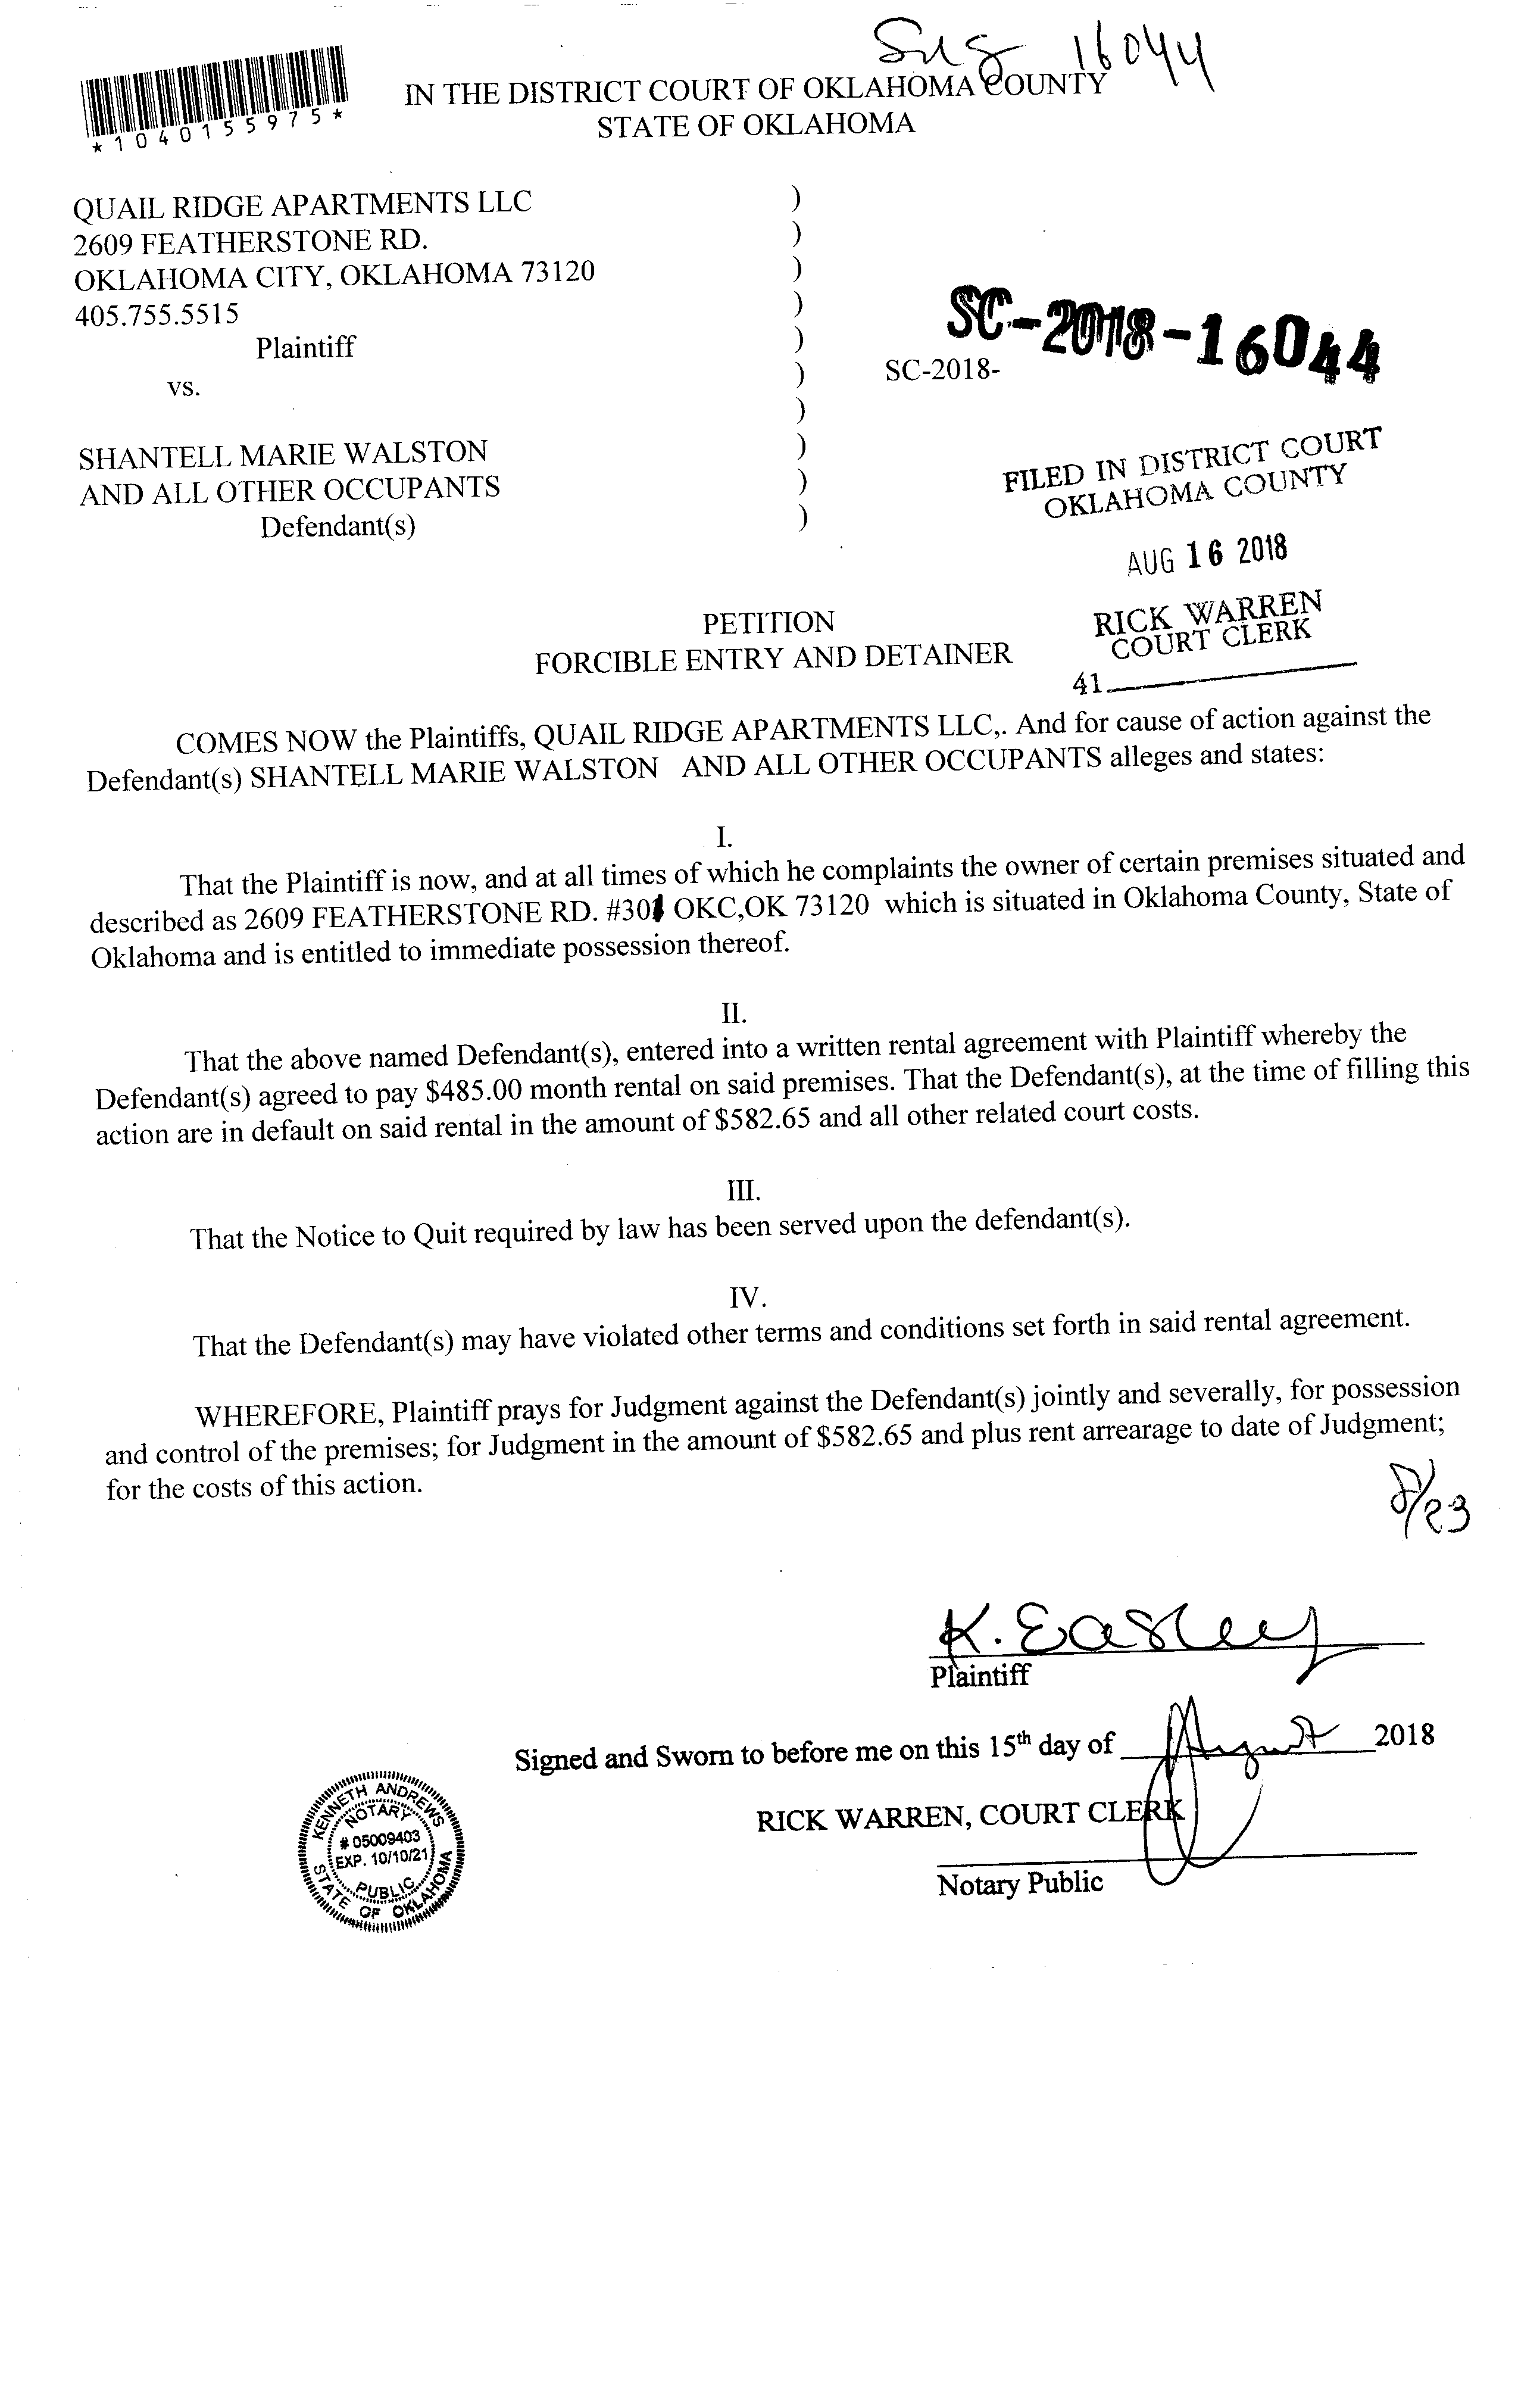 16044
*1040155975*
IN THE DISTRICT COURT OF OKLAHOMA COUNTY
STATE OF OKLAHOMA
QUAIL RIDGE APARTMENTS LLC )
2609 FEATHERSTONE RD. )
OKLAHOMA CITY, OKLAHOMA 73120 )
405.755.5515 )
Plaintiff )
vs. )
SC-2018-16044
SC-2018-
)
SHANTELL MARIE WALSTON )
AND ALL OTHER OCCUPANTS )
Defendant(s) )
FILED IN DISTRICT COURT
OKLAHOMA COUNTY
AUG 16 2018
RICK WARREN
COURT CLERK
41
PETITION
FORCIBLE ENTRY AND DETAINER
COMES NOW the Plaintiffs, QUAIL RIDGE APARTMENTS LLC,. And for cause of action against the
Defendant(s) SHANTELL MARIE WALSTON AND ALL OTHER OCCUPANTS alleges and states:
I.
That the Plaintiff is now, and at all times of which he complaints the owner of certain premises situated and
described as 2609 FEATHERSTONE RD. #301 OKC,OK 73120 which is situated in Oklahoma County, State of
Oklahoma and is entitled to immediate possession thereof.
II.
That the above named Defendant(s), entered into a written rental agreement with Plaintiff whereby the
Defendant(s) agreed to pay $485.00 month rental on said premises. That the Defendant(s), at the time of filling this
action are in default on said rental in the amount of $582.65 and all other related court costs.
III.
That the Notice to Quit required by law has been served upon the defendant(s).
IV.
That the Defendant(s) may have violated other terms and conditions set forth in said rental agreement.
WHEREFORE, Plaintiff prays for Judgment against the Defendant(s) jointly and severally, for possession
and control of the premises; for Judgment in the amount of $582.65 and plus rent arrearage to date of Judgment;
for the costs of this action.
8/23
K. Easley
Plaintiff
Signed and Sworn to before me on this 15th day of August 2018
RICK WARREN, COURT CLERK
Notary Public
KENNETH ANDREWS
NOTARY
# 05009403
EXP. 10/10/21
PUBLIC
STATE OF OKLAHOMA